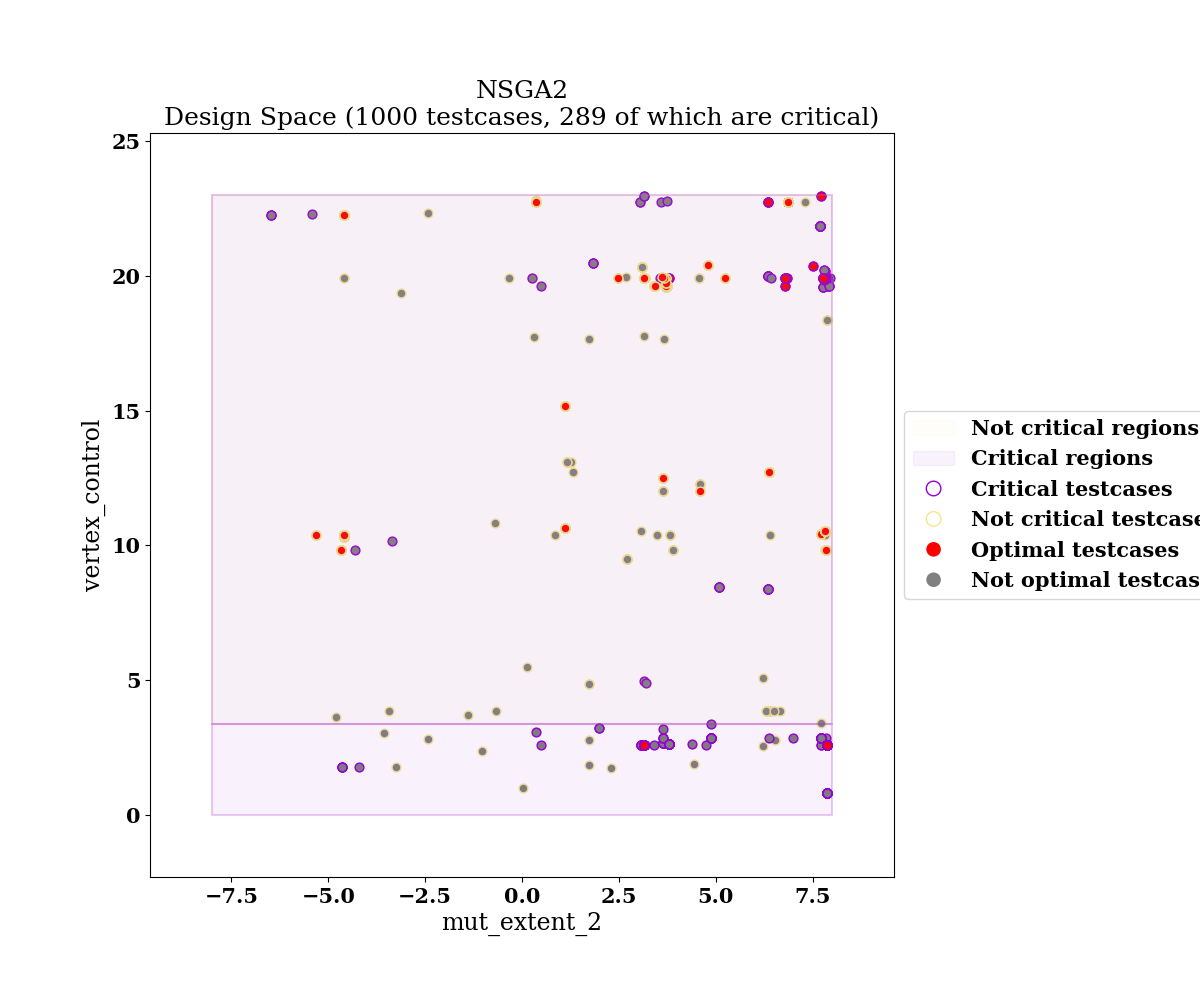 NSGA2
Design Space (1000 testcases, 289 of which are critical)
25
20
15
10
5
0
vertex_control
−7.5
−5.0
−2.5
0.0
2.5
5.0
7.5
mut_extent_2
Not critical regions
Critical regions
Critical testcases
Not critical testcase
Optimal testcases
Not optimal testcas